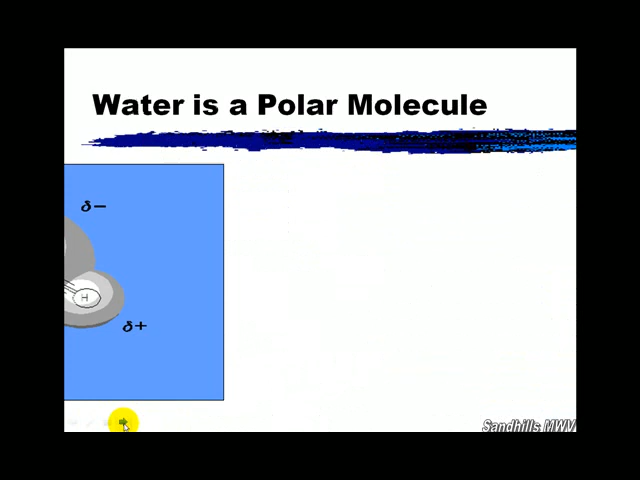 Water is a Polar Molecule
δ−
H
δ+
Sandhills MWV